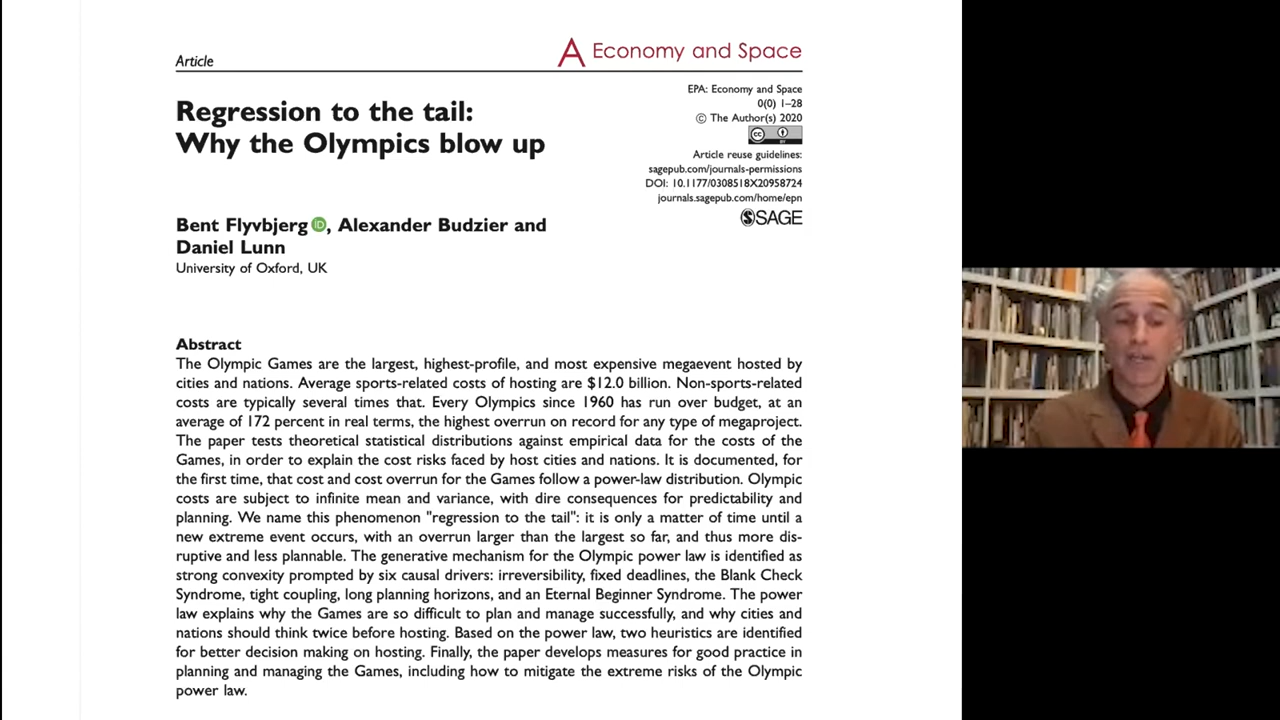 Article
A Economy and Space
Regression to the tail:
Why the Olympics blow up
EPA: Economy and Space
0(0) 1–28
© The Author(s) 2020
cc
BY
Article reuse guidelines:
sagepub.com/journals-permissions
DOI: 10.1177/0308518X20958724
journals.sagepub.com/home/epn
SAGE
Bent Flyvbjerg iD, Alexander Budzier and
Daniel Lunn
University of Oxford, UK
Abstract
The Olympic Games are the largest, highest-profile, and most expensive megaevent hosted by
cities and nations. Average sports-related costs of hosting are $12.0 billion. Non-sports-related
costs are typically several times that. Every Olympics since 1960 has run over budget, at an
average of 172 percent in real terms, the highest overrun on record for any type of megaproject.
The paper tests theoretical statistical distributions against empirical data for the costs of the
Games, in order to explain the cost risks faced by host cities and nations. It is documented, for
the first time, that cost and cost overrun for the Games follow a power-law distribution. Olympic
costs are subject to infinite mean and variance, with dire consequences for predictability and
planning. We name this phenomenon "regression to the tail": it is only a matter of time until a
new extreme event occurs, with an overrun larger than the largest so far, and thus more dis-
ruptive and less plannable. The generative mechanism for the Olympic power law is identified as
strong convexity prompted by six causal drivers: irreversibility, fixed deadlines, the Blank Check
Syndrome, tight coupling, long planning horizons, and an Eternal Beginner Syndrome. The power
law explains why the Games are so difficult to plan and manage successfully, and why cities and
nations should think twice before hosting. Based on the power law, two heuristics are identified
for better decision making on hosting. Finally, the paper develops measures for good practice in
planning and managing the Games, including how to mitigate the extreme risks of the Olympic
power law.